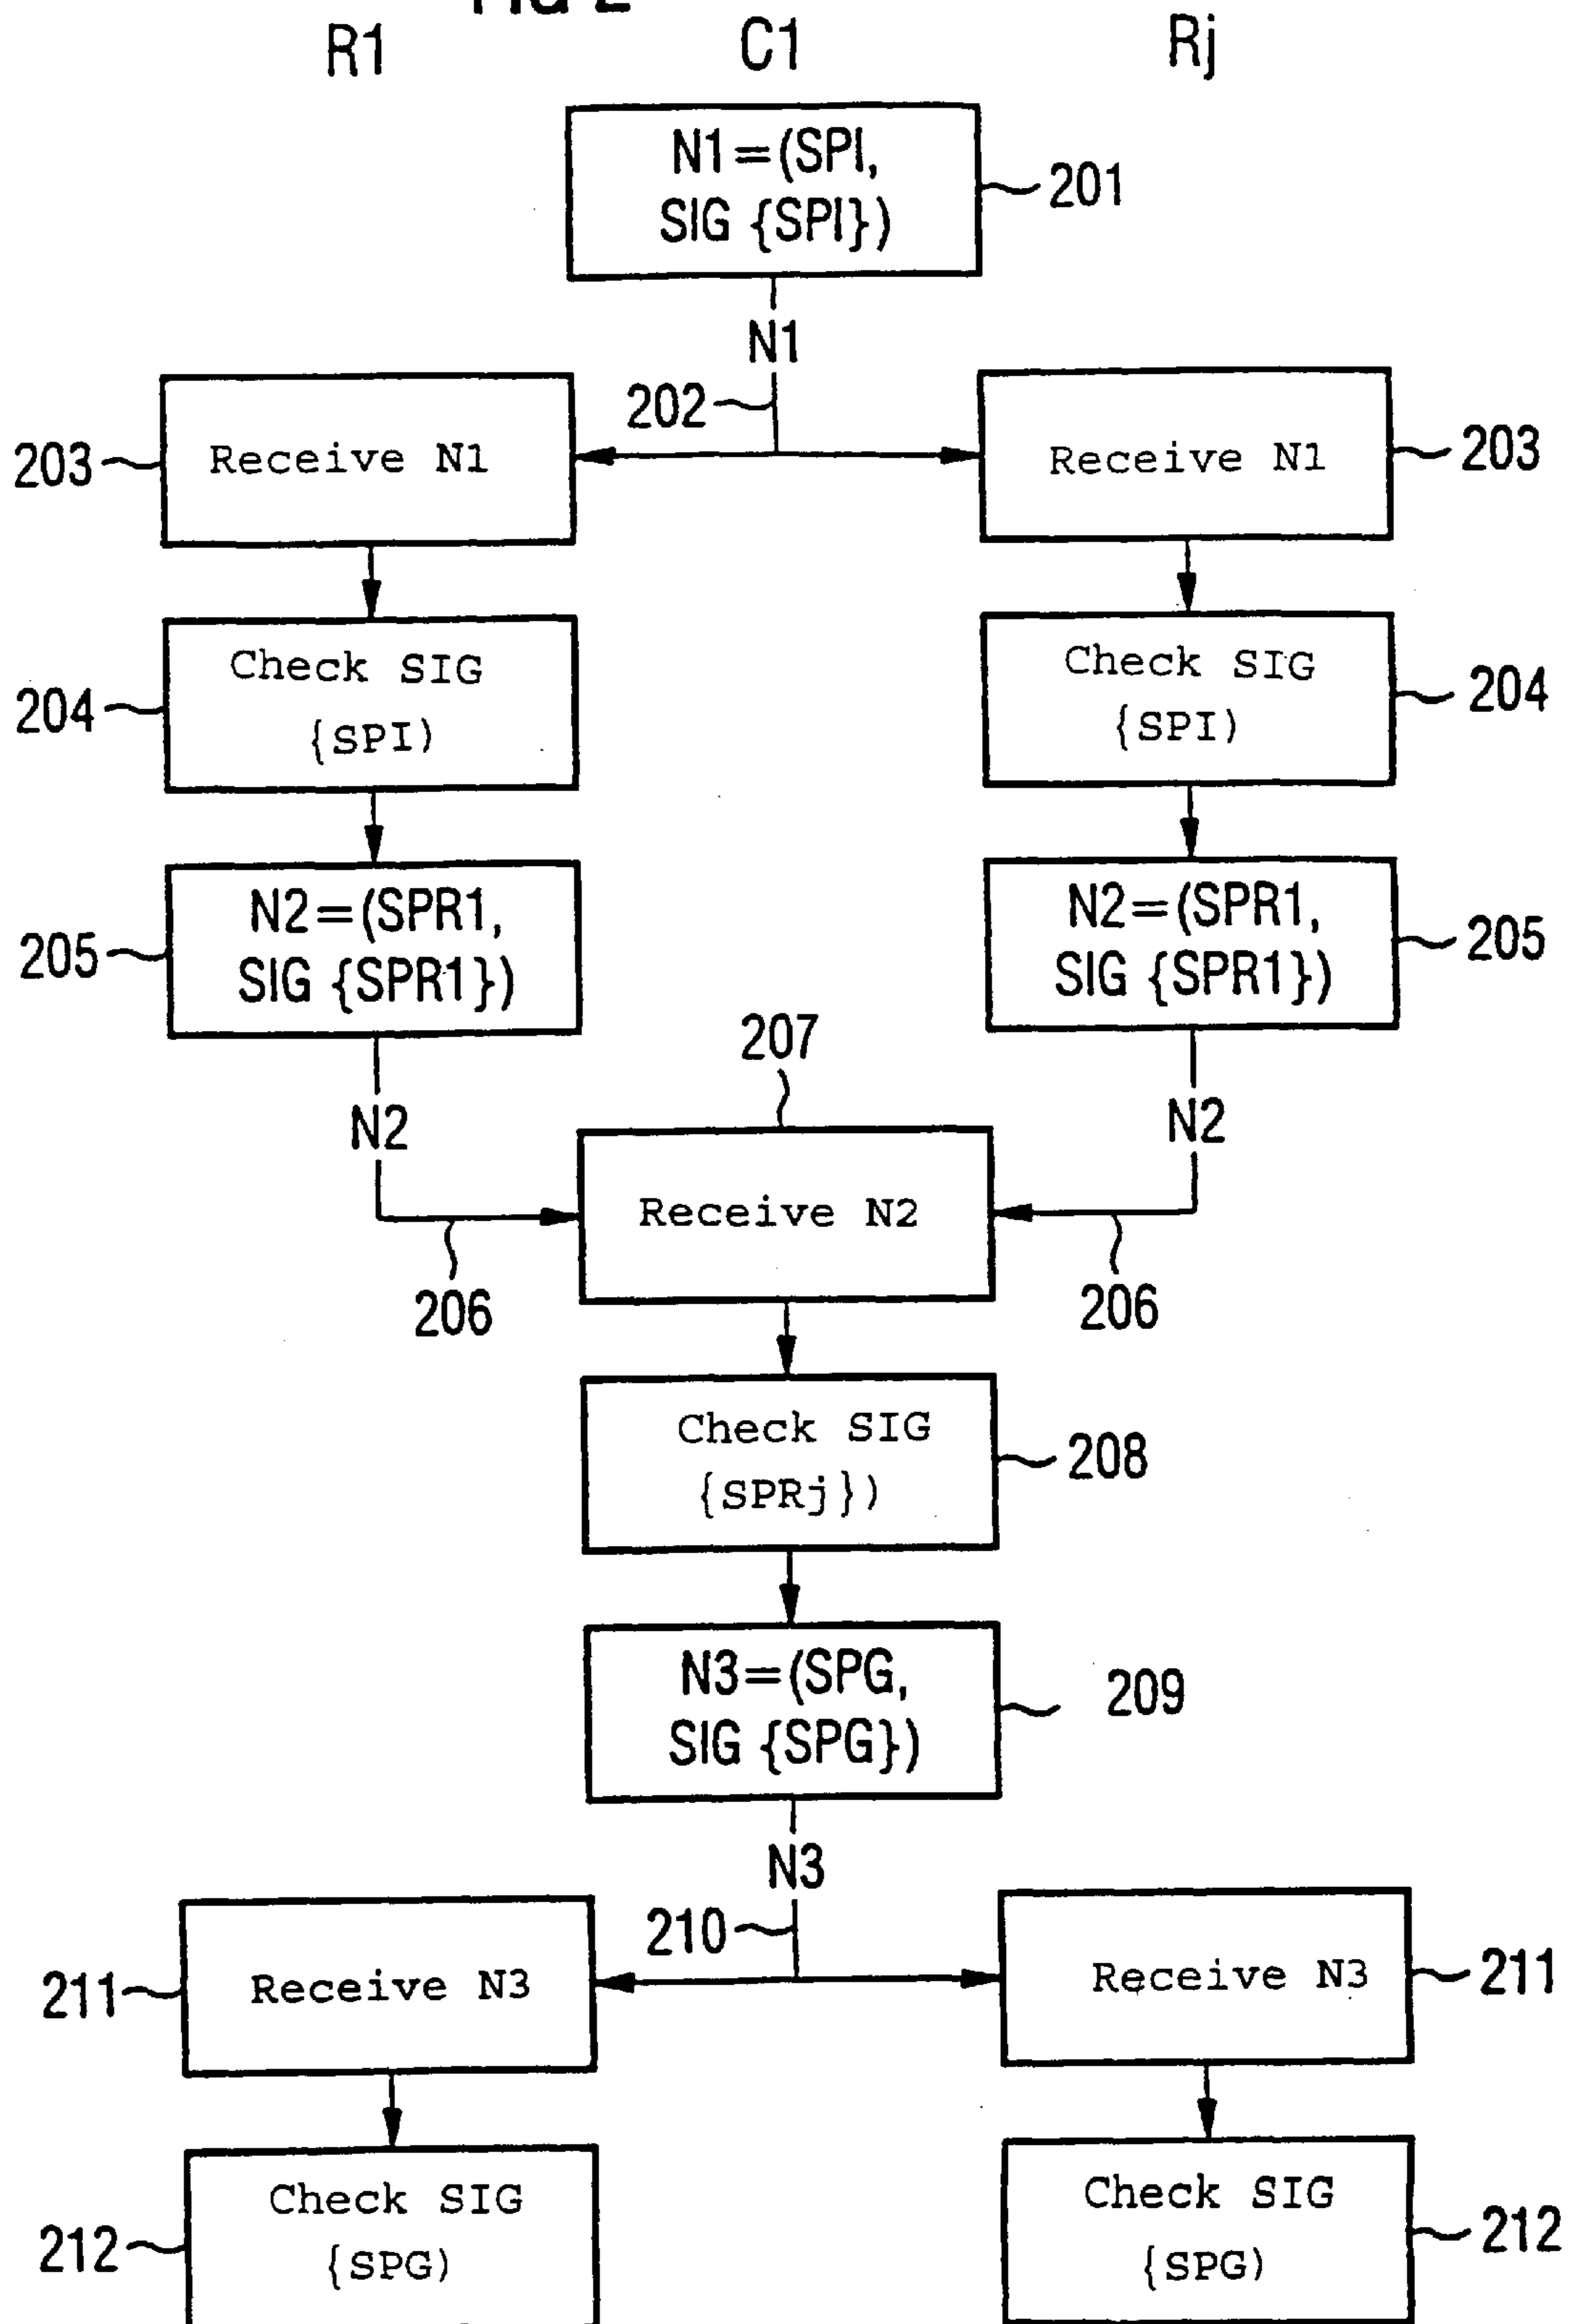 R1 C1 Rj
N1=(SPI,
SIG {SPI})
201
N1
202
203 Receive N1
Receive N1 203
204 Check SIG
{SPI)
Check SIG 204
{SPI)
205 N2=(SPR1,
SIG {SPR1})
N2=(SPR1, 205
SIG {SPR1})
207
N2
N2
Receive N2
206
206
Check SIG
{SPRj})
208
N3=(SPG,
SIG {SPG})
209
N3
210
211 Receive N3
Receive N3 211
212 Check SIG
{SPG)
Check SIG 212
{SPG)